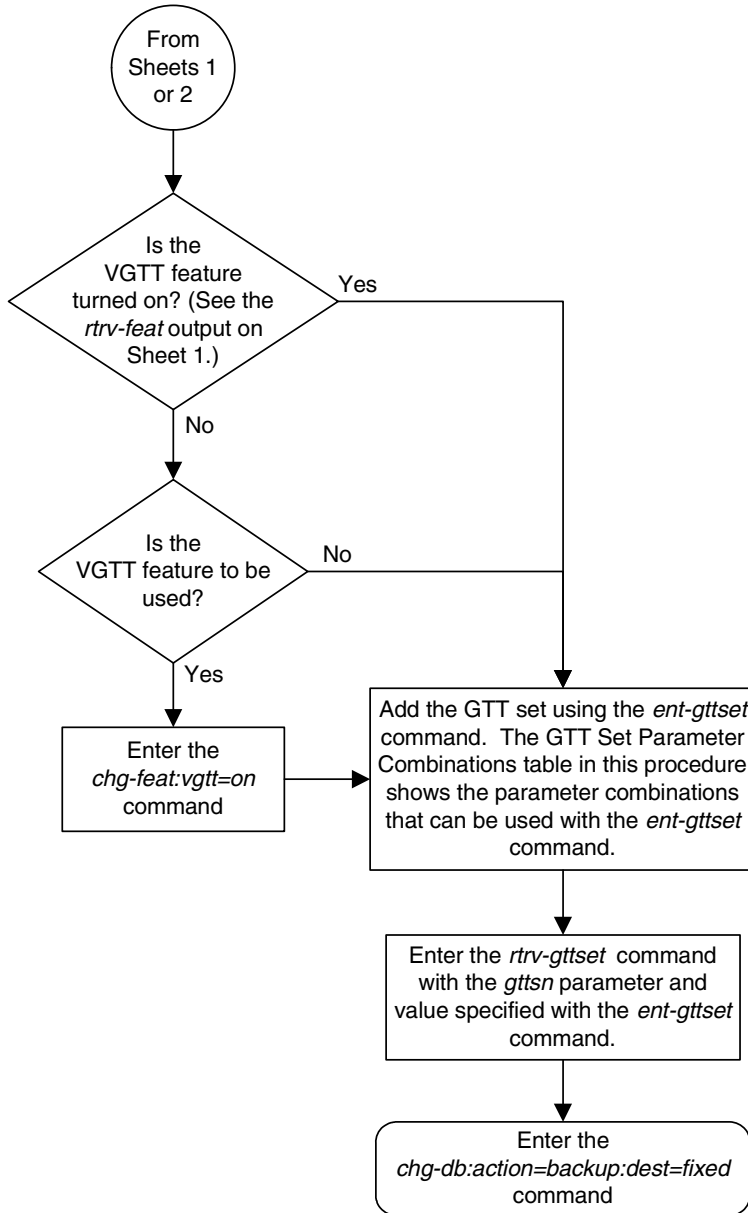 From
Sheets 1
or 2
Is the
VGTT feature
turned on? (See the
rtrv-feat output on
Sheet 1.)
Yes
No
Is the
VGTT feature to be
used?
No
Yes
Enter the
chg-feat:vgtt=on
command
Add the GTT set using the ent-gttset
command.  The GTT Set Parameter
Combinations table in this procedure
shows the parameter combinations
that can be used with the ent-gttset
command.
Enter the rtrv-gttset  command
with the gttsn parameter and
value specified with the ent-gttset
command.
Enter the
chg-db:action=backup:dest=fixed
command